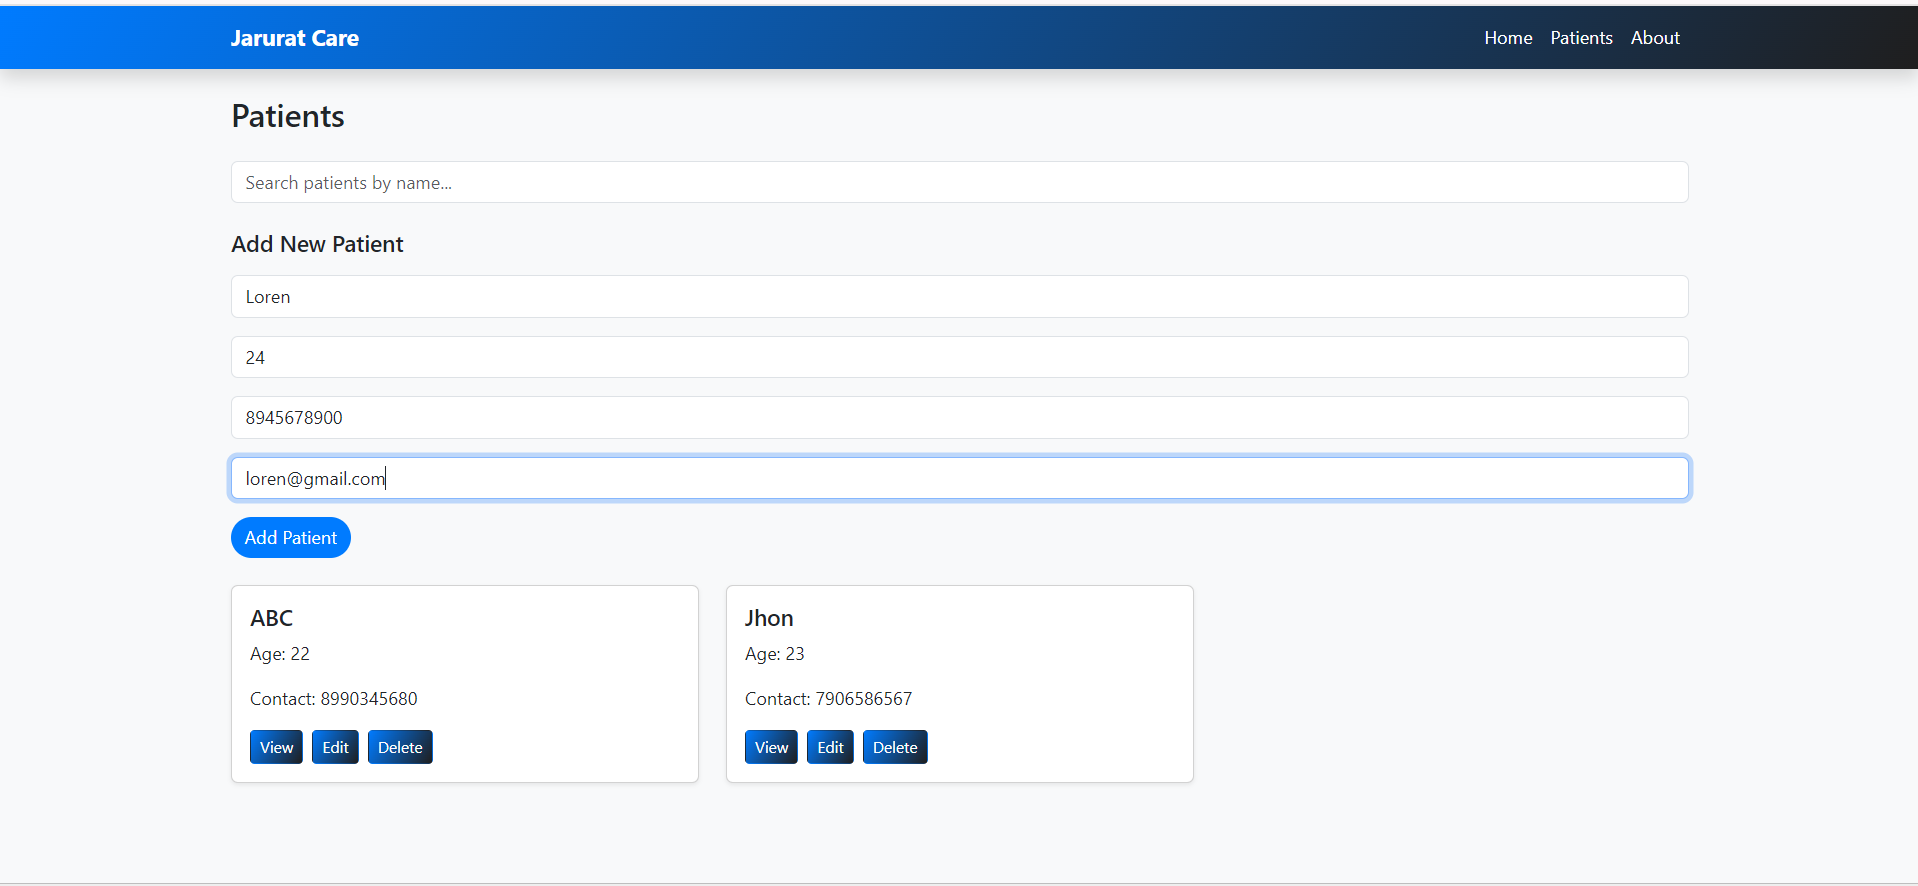 Jarurat Care
Home Patients About
Patients
Search patients by name...
Add New Patient
Loren
24
8945678900
loren@gmail.com
Add Patient
ABC
Age: 22
Contact: 8990345680
View Edit Delete
Jhon
Age: 23
Contact: 7906586567
View Edit Delete